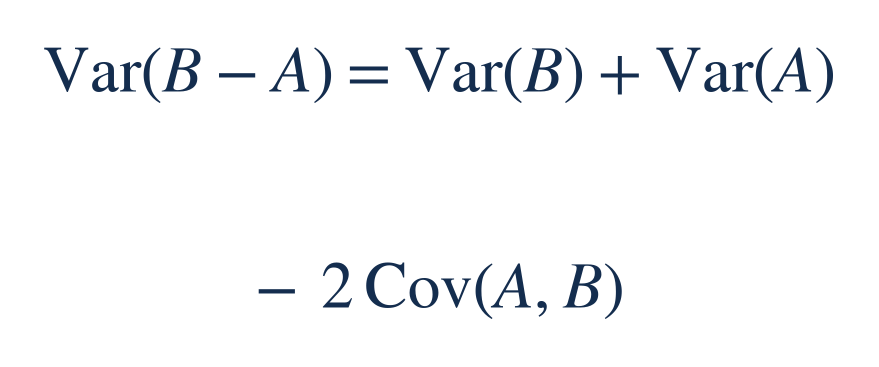 Var(B − A) = Var(B) + Var(A)
− 2 Cov(A, B)